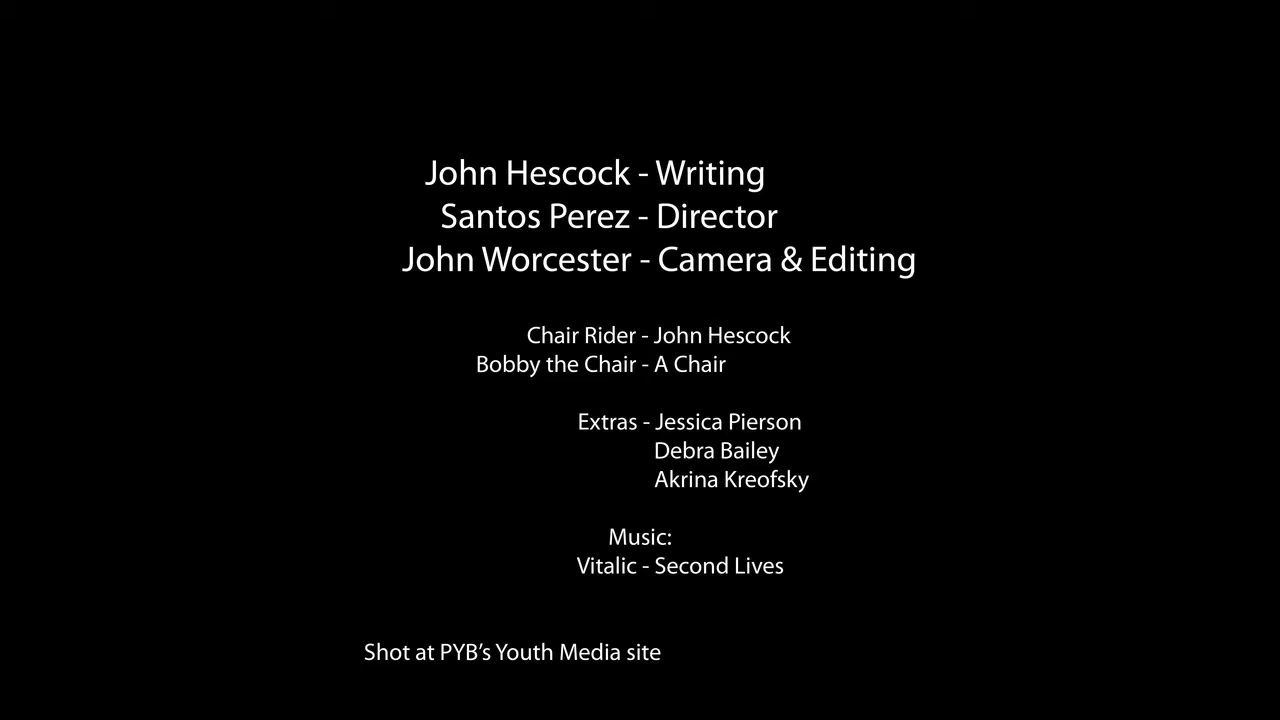 John Hescock - Writing
Santos Perez - Director
John Worcester - Camera & Editing
Chair Rider - John Hescock
Bobby the Chair - A Chair
Extras - Jessica Pierson
Debra Bailey
Akrina Kreofsky
Music:
Vitalic - Second Lives
Shot at PYB’s Youth Media site